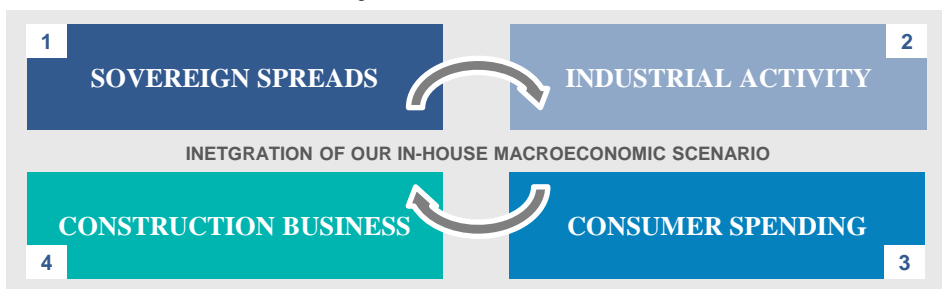 1
2
SOVEREIGN SPREADS
INDUSTRIAL ACTIVITY
INETGRATION OF OUR IN-HOUSE MACROECONOMIC SCENARIO
CONSTRUCTION BUSINESS
CONSUMER SPENDING
4
3